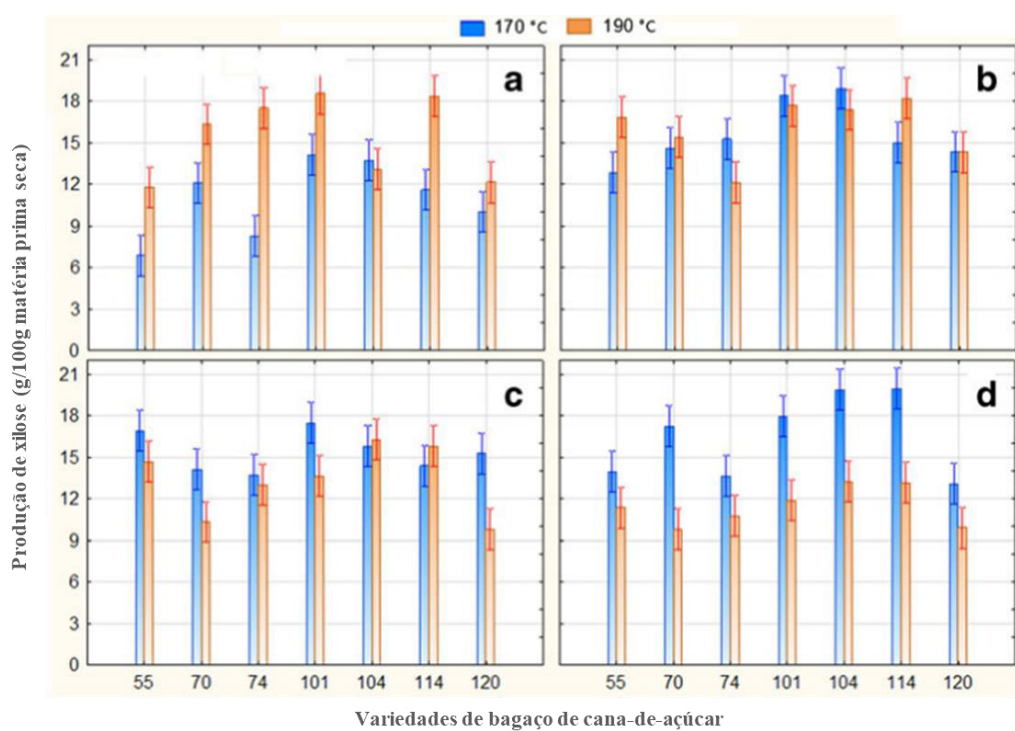 170 °C 190 °C
Produção de xilose (g/100g matéria prima seca)
21
18
15
12
9
6
3
0
a
b
21
18
15
12
9
6
3
0
c
d
55 70 74 101 104 114 120 55 70 74 101 104 114 120
Variedades de bagaço de cana-de-açúcar